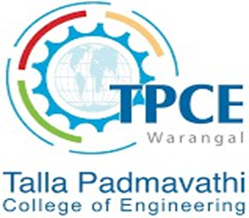 TPCE
Warangal
Talla Padmavathi
College of Engineering